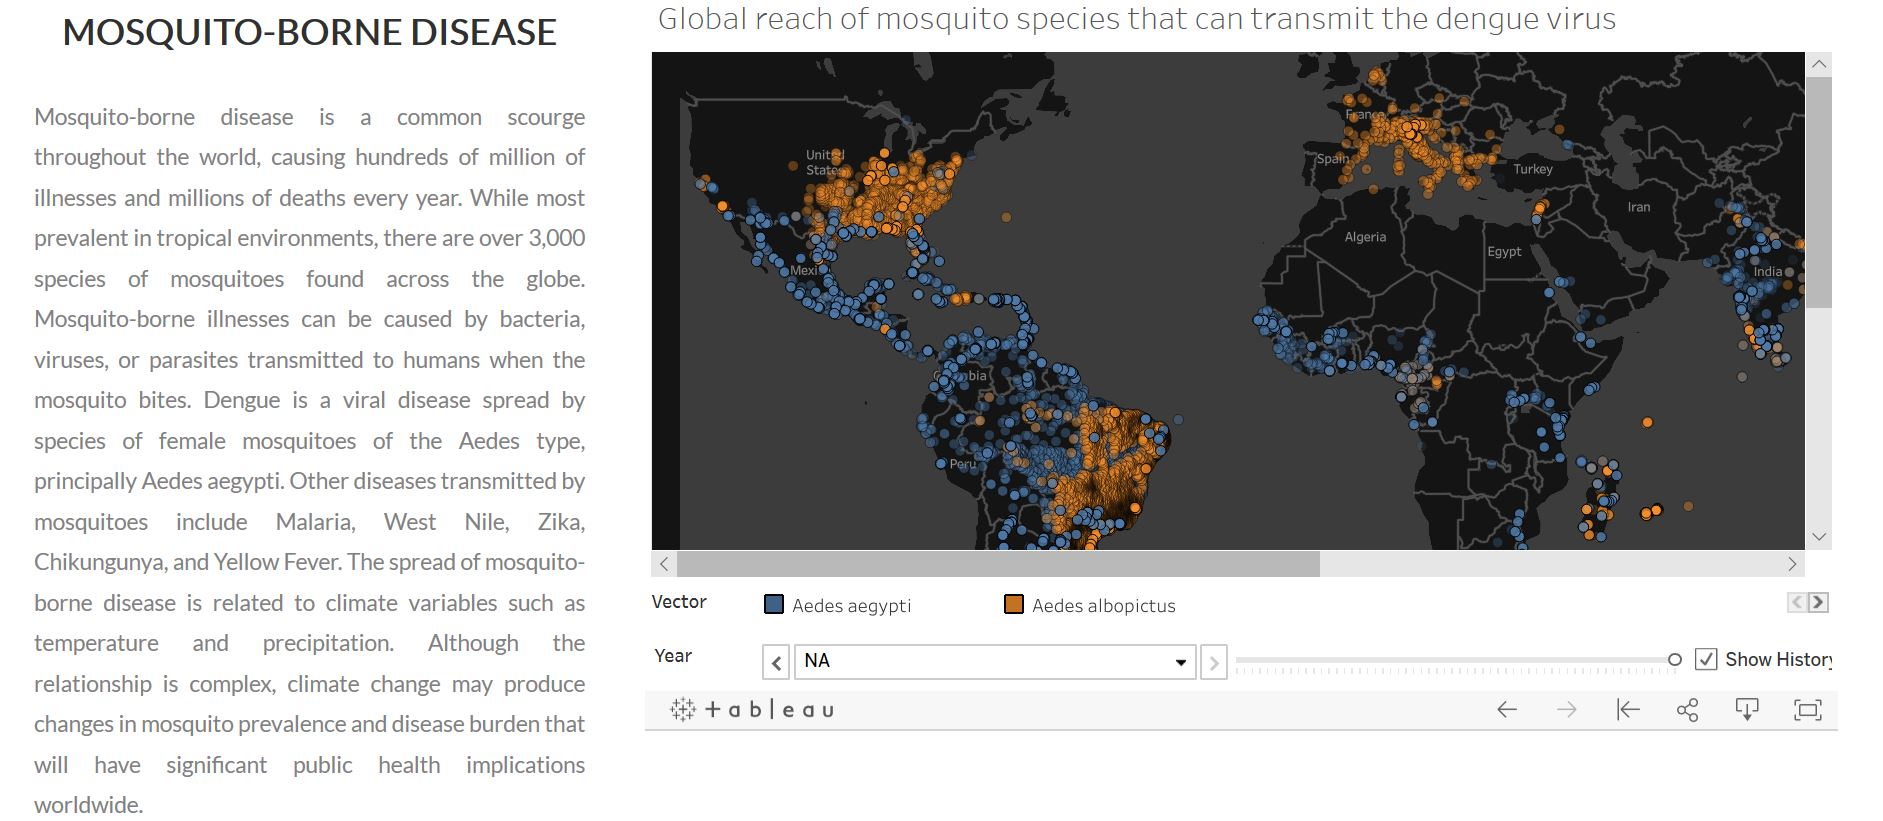 MOSQUITO-BORNE DISEASE
Mosquito-borne disease is a common scourge
throughout the world, causing hundreds of million of
illnesses and millions of deaths every year. While most
prevalent in tropical environments, there are over 3,000
species of mosquitoes found across the globe.
Mosquito-borne illnesses can be caused by bacteria,
viruses, or parasites transmitted to humans when the
mosquito bites. Dengue is a viral disease spread by
species of female mosquitoes of the Aedes type,
principally Aedes aegypti. Other diseases transmitted by
mosquitoes include Malaria, West Nile, Zika,
Chikungunya, and Yellow Fever. The spread of mosquito-
borne disease is related to climate variables such as
temperature and precipitation. Although the
relationship is complex, climate change may produce
changes in mosquito prevalence and disease burden that
will have significant public health implications
worldwide.
Global reach of mosquito species that can transmit the dengue virus
France
Spain
Turkey
Iran
Algeria
Egypt
India
United
States
Mexi
Peru
Vector
Aedes aegypti
Aedes albopictus
Year
NA
Show History
+ableau